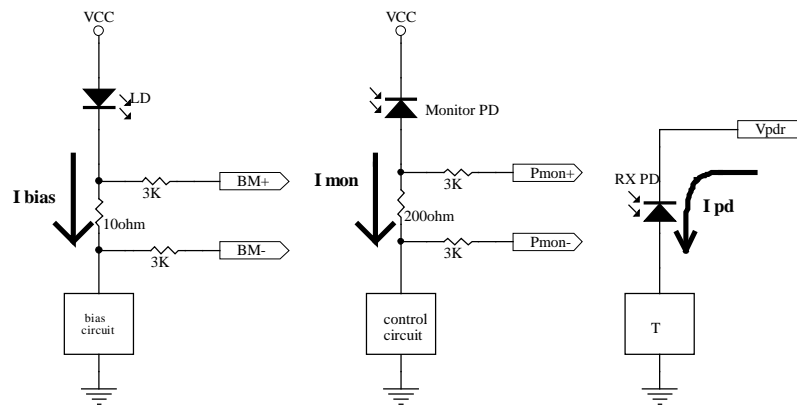 VCC
LD
I bias
BM+
3K
10ohm
BM-
3K
bias
circuit
VCC
Monitor PD
I mon
Pmon+
3K
200ohm
Pmon-
3K
control
circuit
Vpdr
RX PD
I pd
T